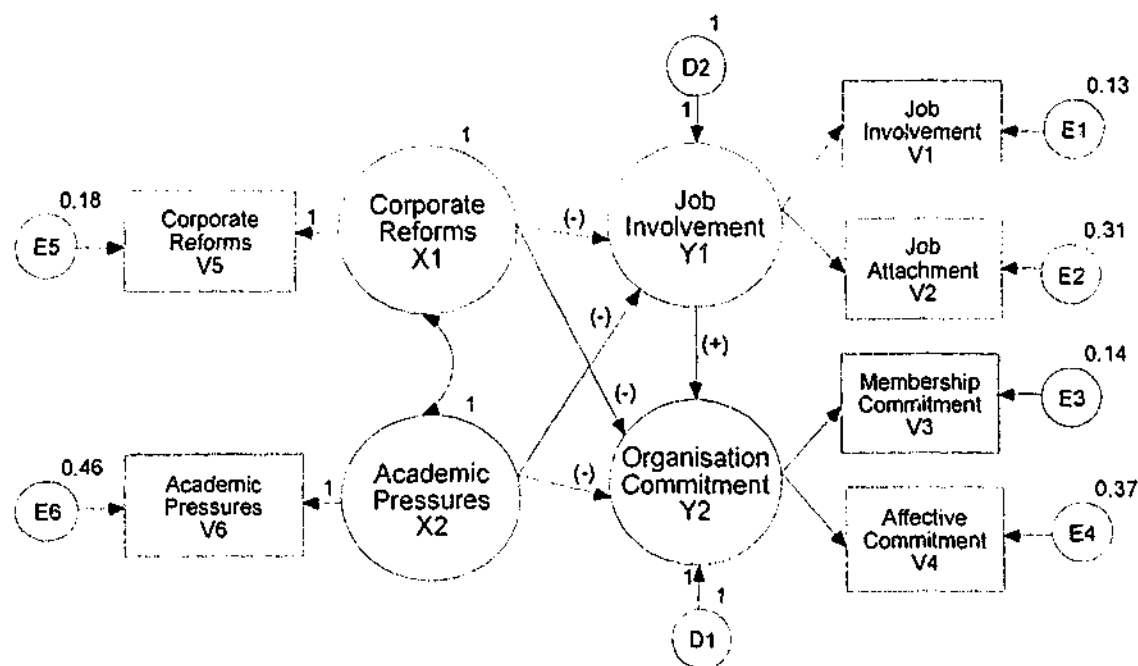 1
D2
1
0.13
Job
Involvement
V1
E1
1
0.18
Corporate
Reforms
V5
E5
1
Corporate
Reforms
X1
(-)
Job
Involvement
Y1
0.31
Job
Attachment
V2
E2
(-)
(+)
(-)
0.14
Membership
Commitment
V3
E3
1
0.46
Academic
Pressures
V6
E6
1
Academic
Pressures
X2
(-)
Organisation
Commitment
Y2
0.37
Affective
Commitment
V4
E4
1
1
D1